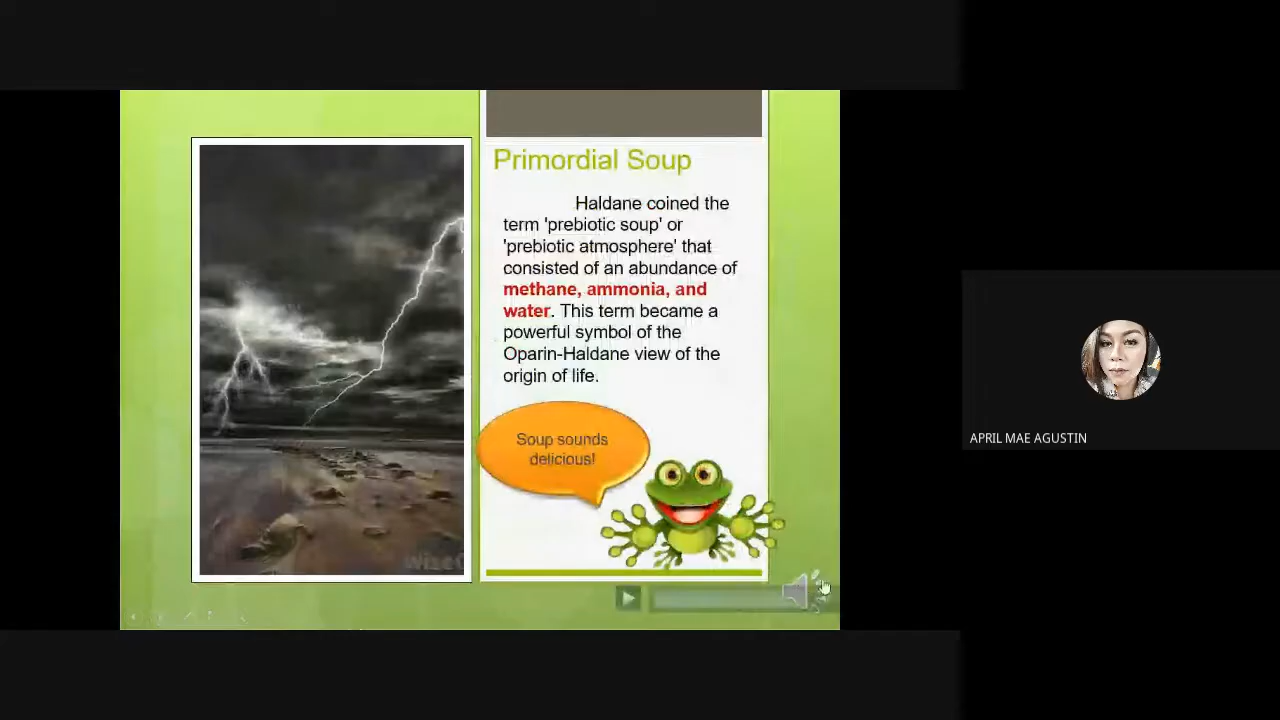 Primordial Soup
Haldane coined the
term 'prebiotic soup' or
'prebiotic atmosphere' that
consisted of an abundance of
methane, ammonia, and
water. This term became a
powerful symbol of the
Oparin-Haldane view of the
origin of life.
Soup sounds
delicious!
APRIL MAE AGUSTIN